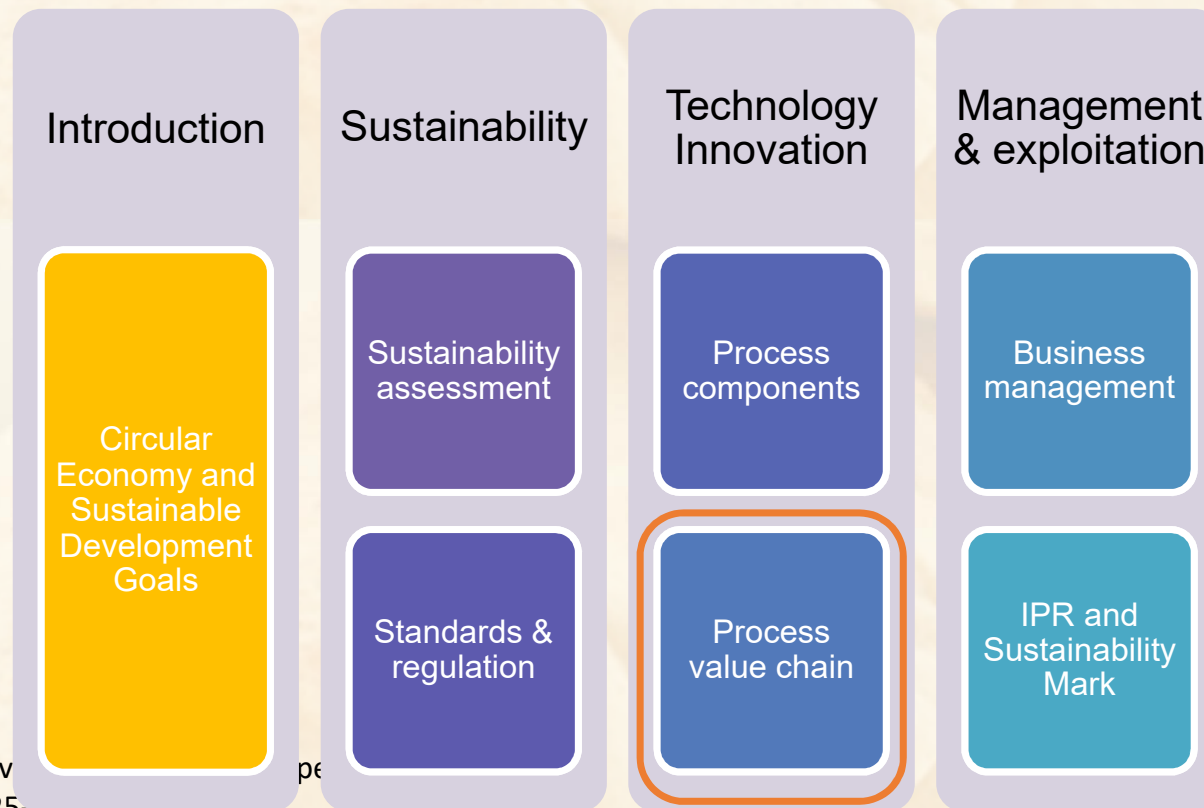 Introduction
Circular
Economy and
Sustainable
Development
Goals
Sustainability
Sustainability
assessment
Standards &
regulation
Technology
Innovation
Process
components
Process
value chain
Management
& exploitation
Business
management
IPR and
Sustainability
Mark